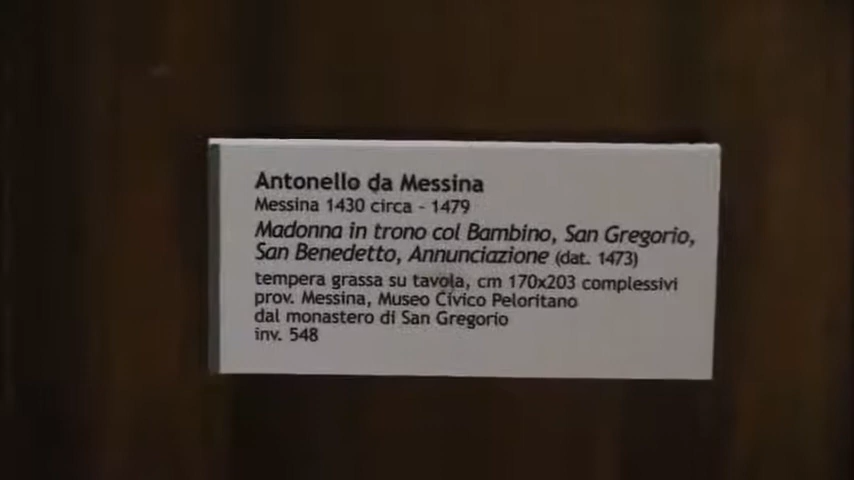 Antonello da Messina
Messina 1430 circa - 1479
Madonna in trono col Bambino, San Gregorio,
San Benedetto, Annunciazione (dat. 1473)
tempera grassa su tavola, cm 170x203 complessivi
prov. Messina, Museo Civico Peloritano
dal monastero di San Gregorio
inv. 548